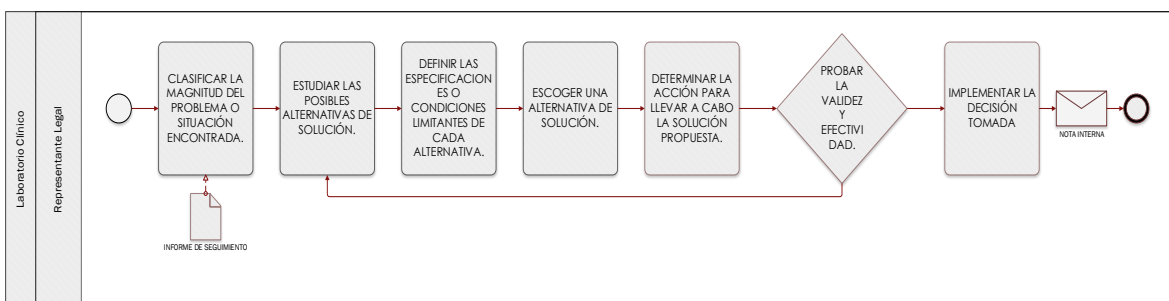 Laboratorio Clínico
Representante Legal
CLASIFICAR LA
MAGNITUD DEL
PROBLEMA O
SITUACIÓN
ENCONTRADA.
ESTUDIAR LAS
POSIBLES
ALTERNATIVAS DE
SOLUCIÓN.
DEFINIR LAS
ESPECIFICACION
ES O
CONDICIONES
LIMITANTES DE
CADA
ALTERNATIVA.
ESCOGER UNA
ALTERNATIVA DE
SOLUCIÓN.
DETERMINAR LA
ACCIÓN PARA
LLEVAR A CABO
LA SOLUCIÓN
PROPUESTA.
PROBAR
LA
VALIDEZ
Y
EFECTIVI
DAD.
IMPLEMENTAR LA
DECISIÓN
TOMADA
NOTA INTERNA
INFORME DE SEGUIMIENTO